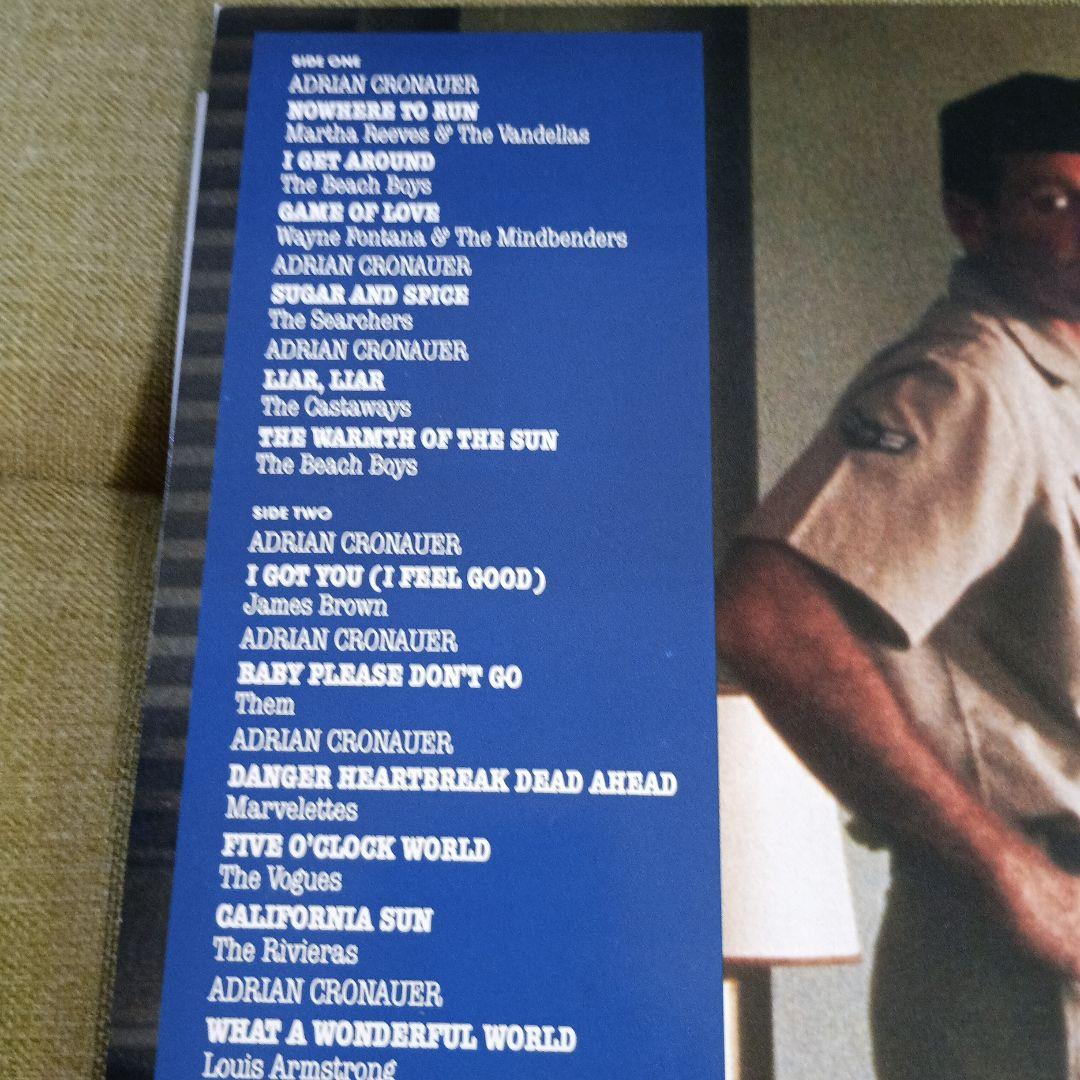 SIDE ONE
ADRIAN CRONAUER
NOWHERE TO RUN
Martha Reeves & The Vandellas
I GET AROUND
The Beach Boys
GAME OF LOVE
Wayne Fontana & The Mindbenders
ADRIAN CRONAUER
SUGAR AND SPICE
The Searchers
ADRIAN CRONAUER
LIAR, LIAR
The Castaways
THE WARMTH OF THE SUN
The Beach Boys
SIDE TWO
ADRIAN CRONAUER
I GOT YOU (I FEEL GOOD)
James Brown
ADRIAN CRONAUER
BABY PLEASE DON'T GO
Them
ADRIAN CRONAUER
DANGER HEARTBREAK DEAD AHEAD
Marvelettes
FIVE O'CLOCK WORLD
The Vogues
CALIFORNIA SUN
The Rivieras
ADRIAN CRONAUER
WHAT A WONDERFUL WORLD
Louis Armstrong